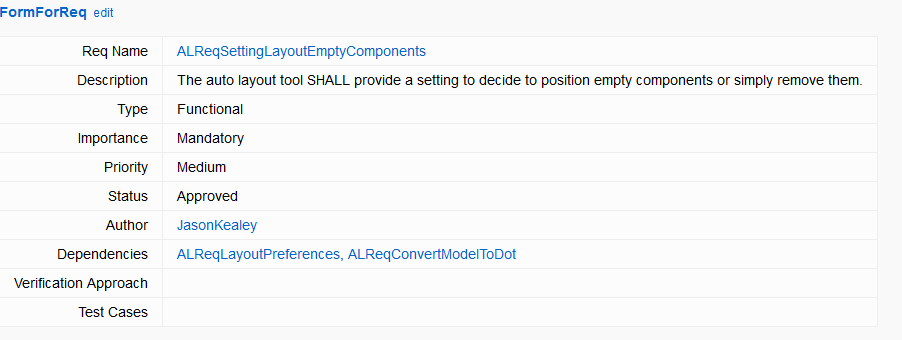 FormForReq edit
Req Name ALReqSettingLayoutEmptyComponents
Description The auto layout tool SHALL provide a setting to decide to position empty components or simply remove them.
Type Functional
Importance Mandatory
Priority Medium
Status Approved
Author JasonKealey
Dependencies ALReqLayoutPreferences, ALReqConvertModelToDot
Verification Approach
Test Cases